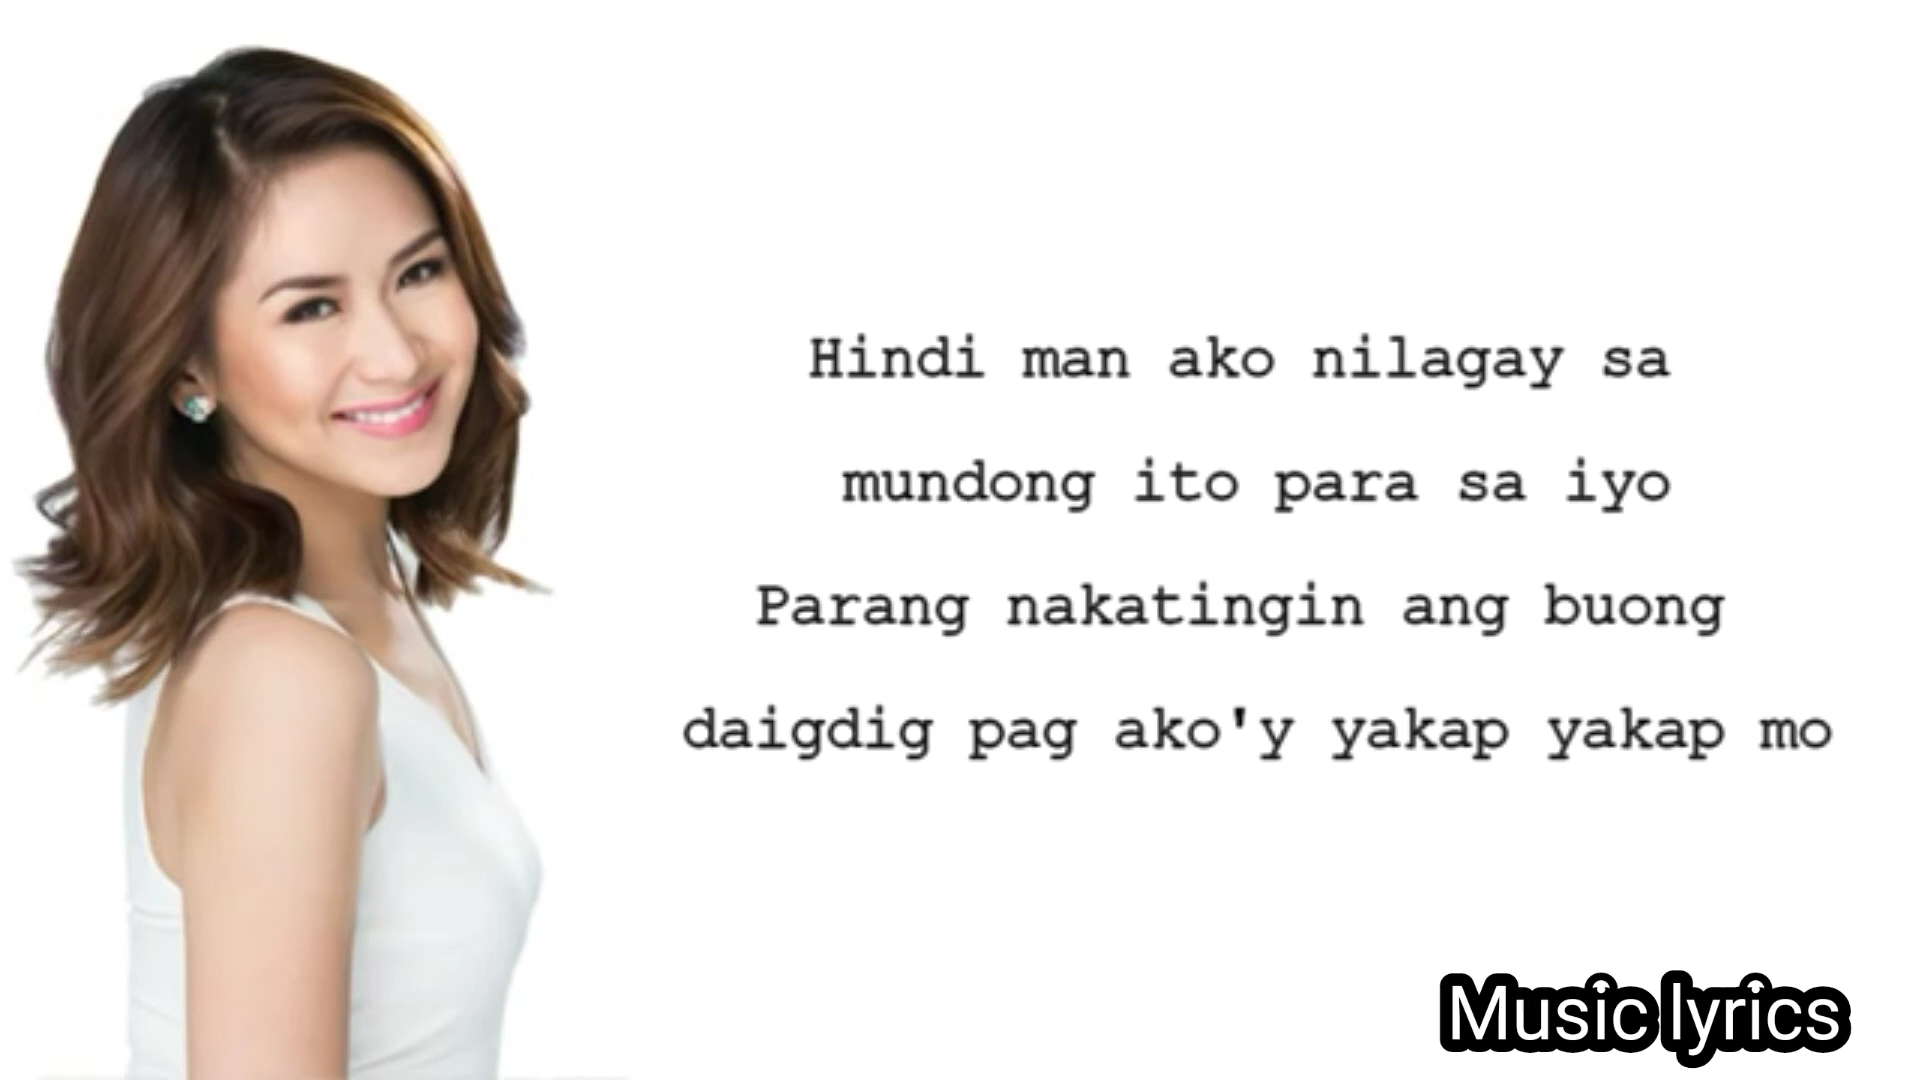 Hindi man ako nilagay sa
mundong ito para sa iyo
Parang nakatingin ang buong
daigdig pag ako'y yakap yakap mo
Music lyrics